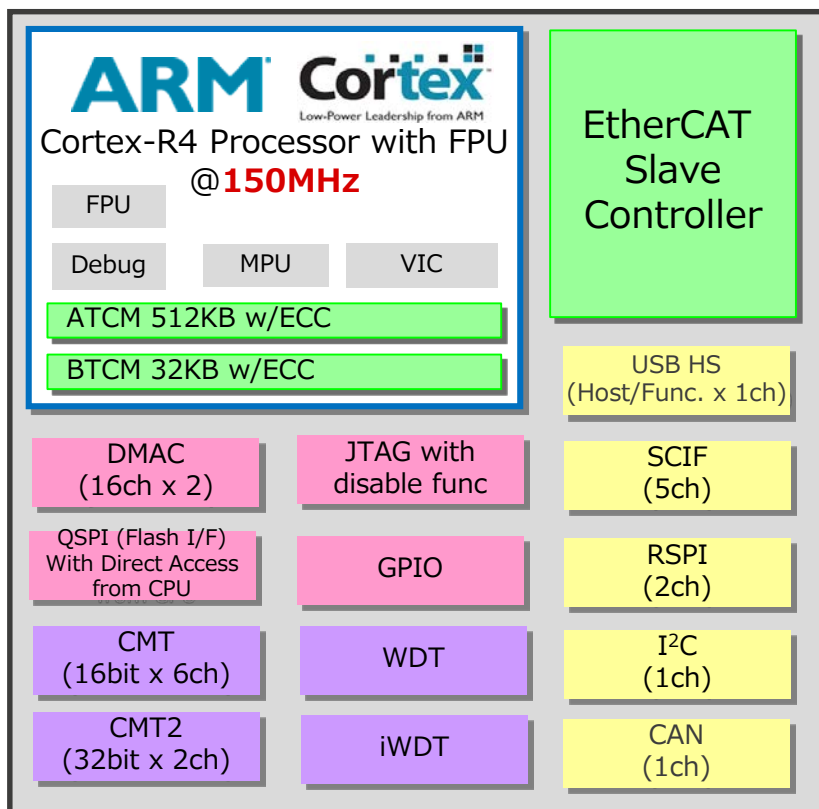 ARM Cortex
Low-Power Leadership from ARM
Cortex-R4 Processor with FPU
@150MHz
FPU
Debug
MPU
VIC
ATCM 512KB w/ECC
BTCM 32KB w/ECC
EtherCAT
Slave
Controller
USB HS
(Host/Func. x 1ch)
DMAC
(16ch x 2)
JTAG with
disable func
SCIF
(5ch)
QSPI (Flash I/F)
With Direct Access
from CPU
GPIO
RSPI
(2ch)
CMT
(16bit x 6ch)
WDT
I²C
(1ch)
CMT2
(32bit x 2ch)
iWDT
CAN
(1ch)